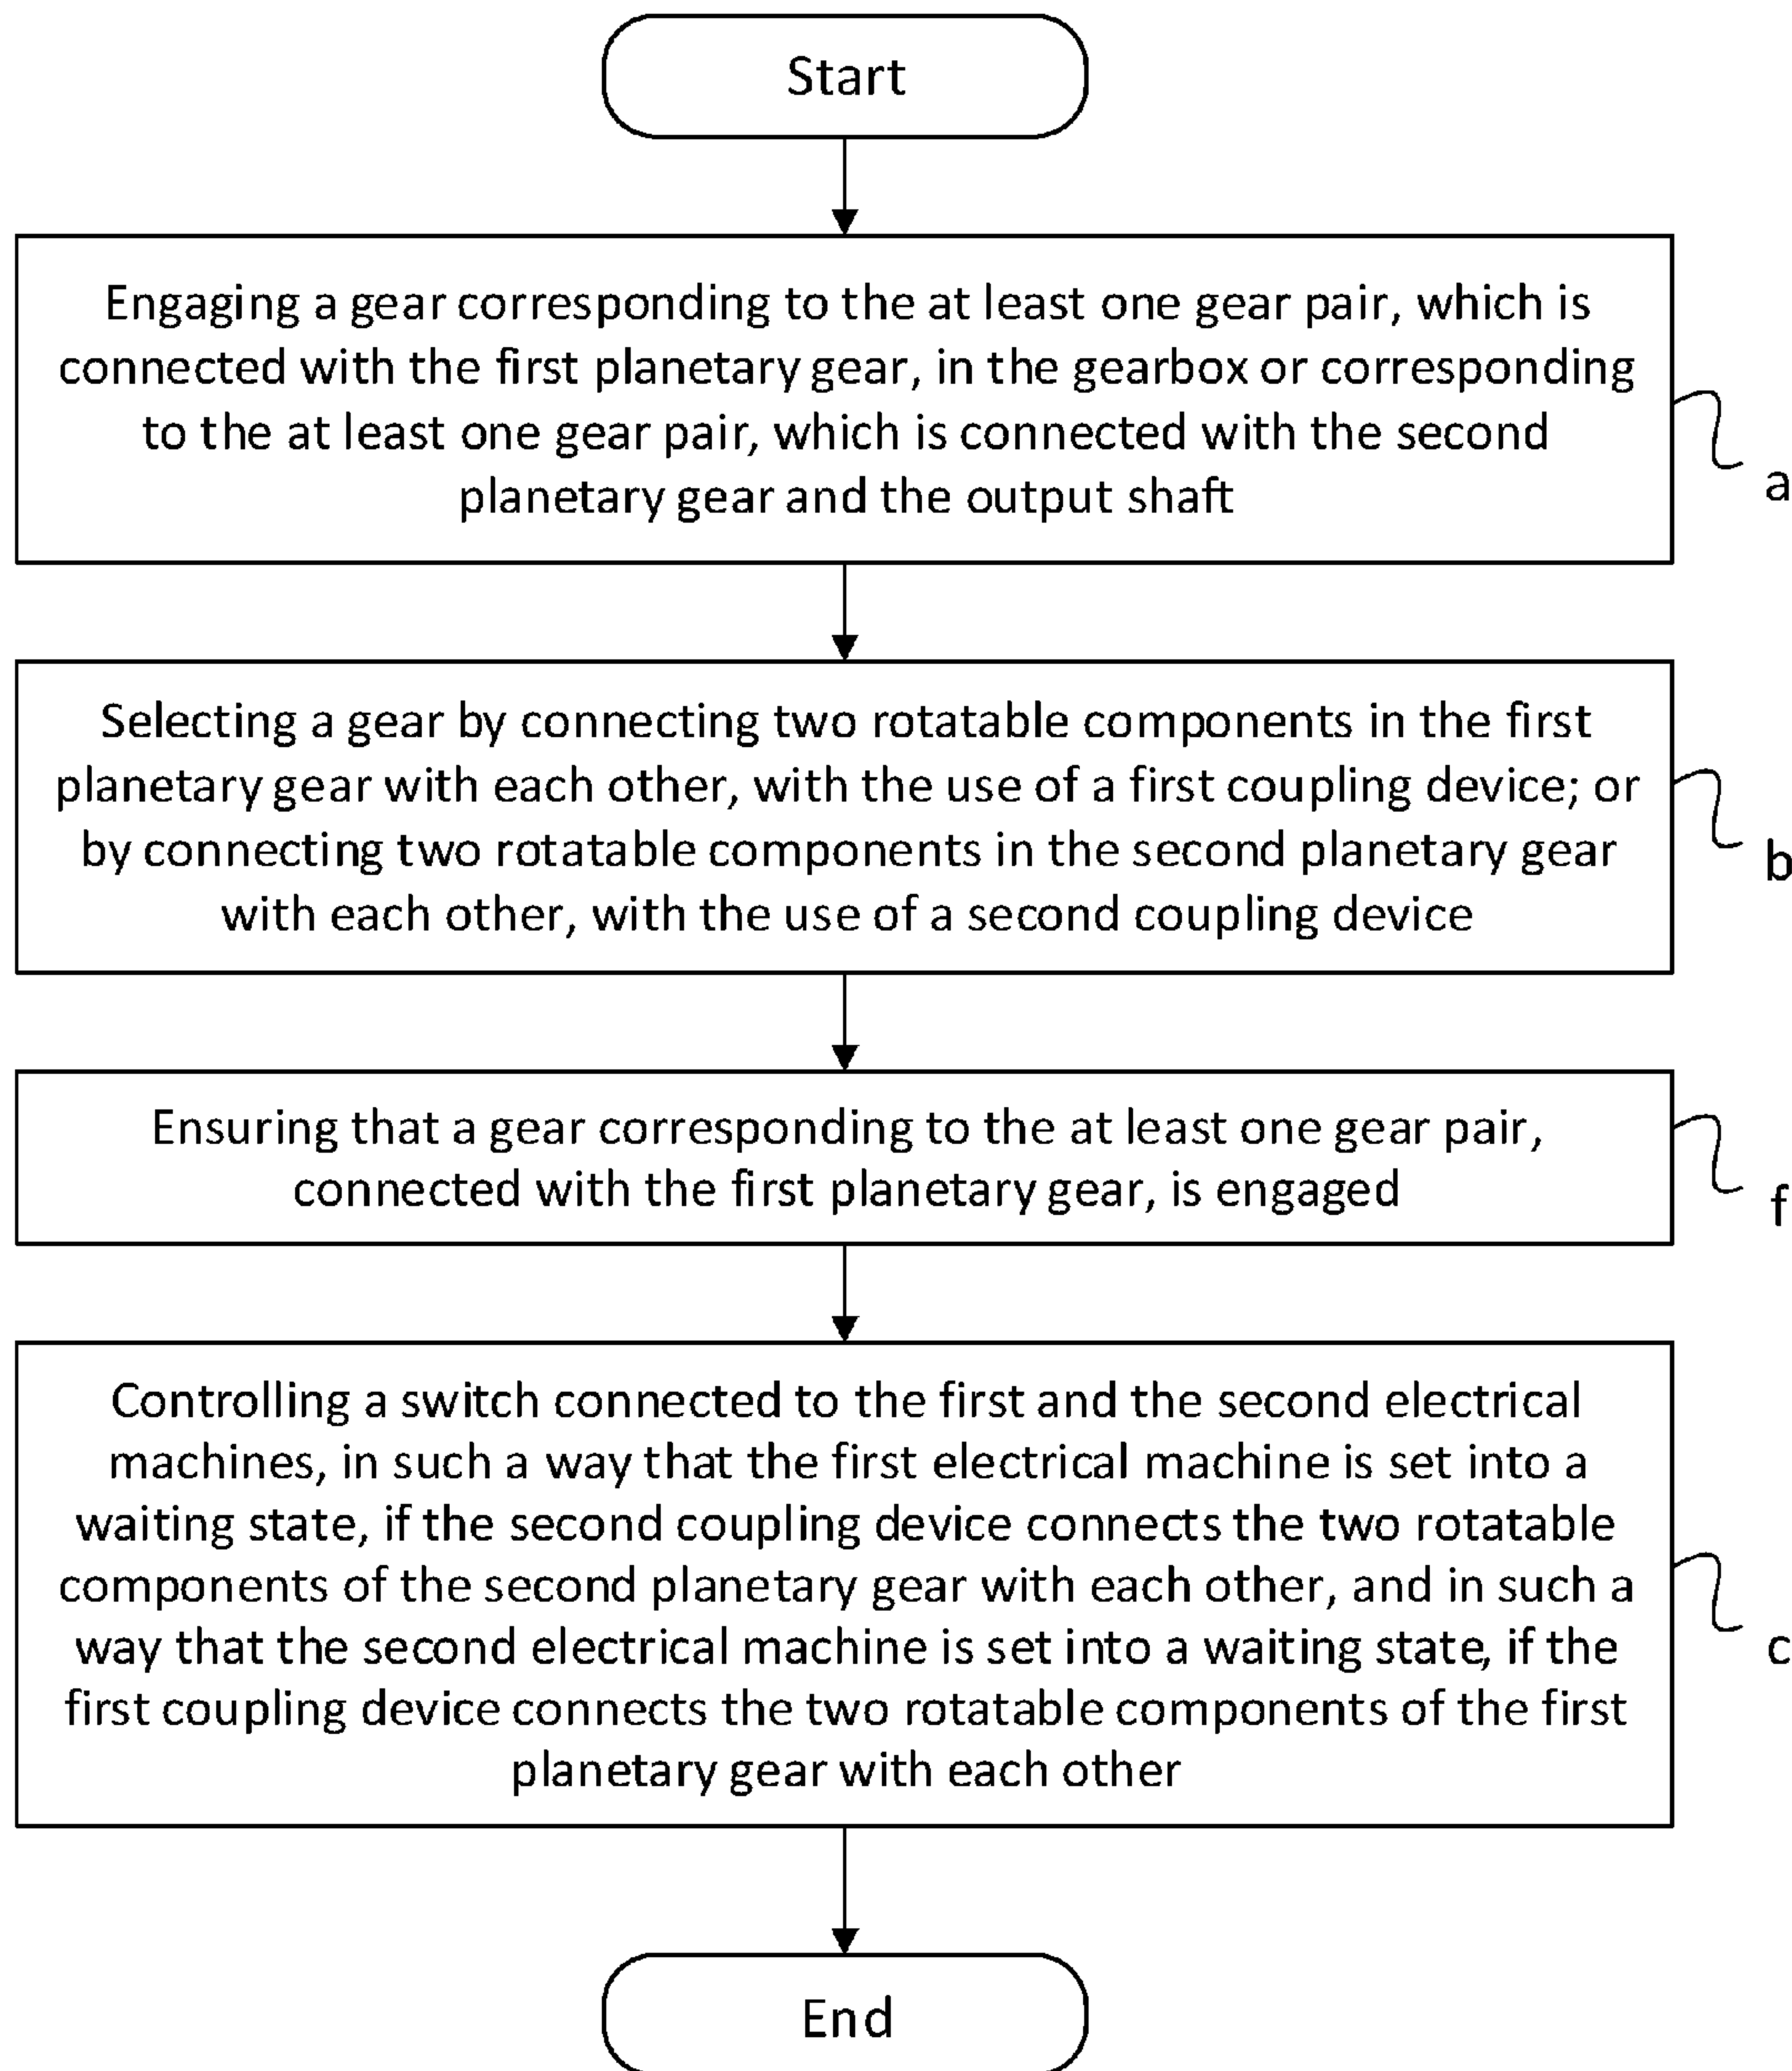 Start
Engaging a gear corresponding to the at least one gear pair, which is
connected with the first planetary gear, in the gearbox or corresponding
to the at least one gear pair, which is connected with the second
planetary gear and the output shaft
a
Selecting a gear by connecting two rotatable components in the first
planetary gear with each other, with the use of a first coupling device; or
by connecting two rotatable components in the second planetary gear
with each other, with the use of a second coupling device
b
Ensuring that a gear corresponding to the at least one gear pair,
connected with the first planetary gear, is engaged
f
Controlling a switch connected to the first and the second electrical
machines, in such a way that the first electrical machine is set into a
waiting state, if the second coupling device connects the two rotatable
components of the second planetary gear with each other, and in such a
way that the second electrical machine is set into a waiting state, if the
first coupling device connects the two rotatable components of the first
planetary gear with each other
c
End